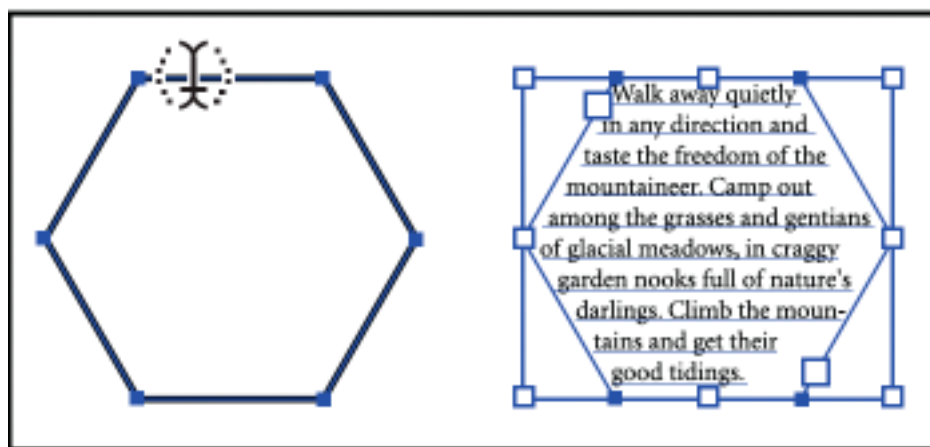 Walk away quietly
in any direction and
taste the freedom of the
mountaineer. Camp out
among the grasses and gentians
of glacial meadows, in craggy
garden nooks full of nature's
darlings. Climb the moun-
tains and get their
good tidings.